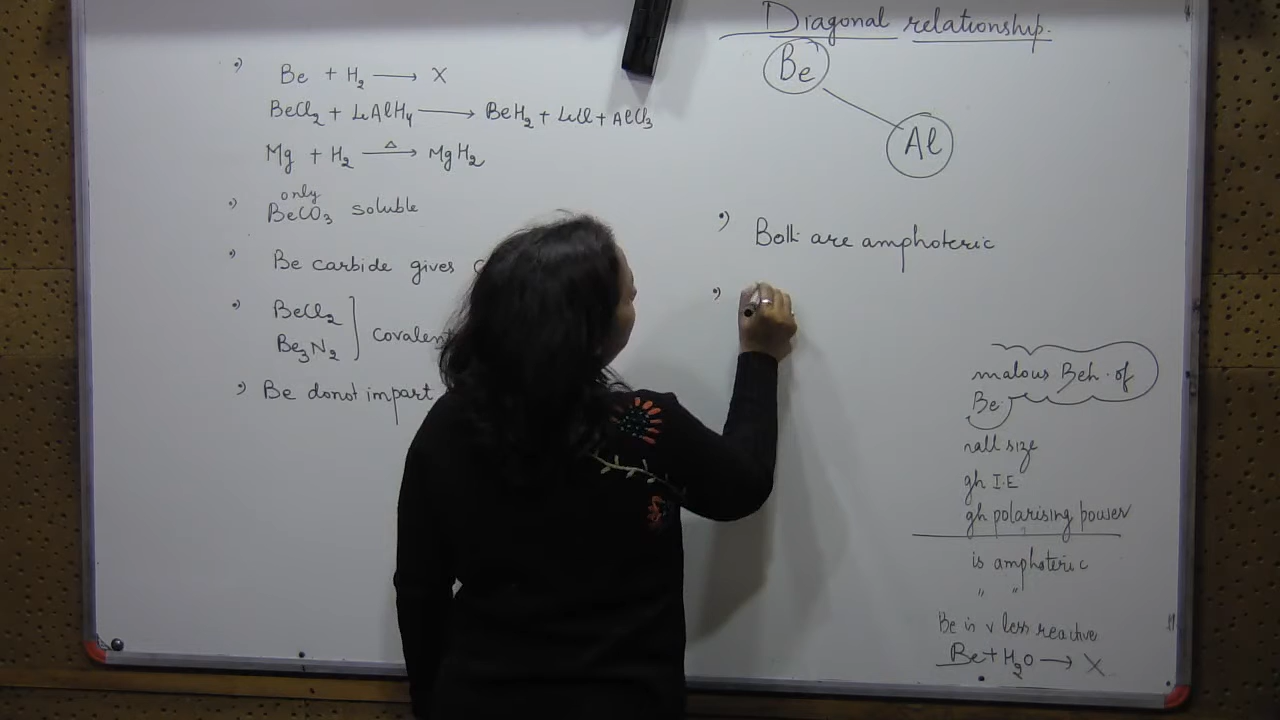 Be + H2 → X
BeCl2 + LiAlH4 → BeH2 + LiCl + AlCl3
Mg + H2 →Δ MgH2
only
BeCO3 soluble
Be carbide gives
BeCl2
Be3N2
Covalent
Be donot impart
Diagonal relationship.
Be
Al
Both are amphoteric
malous Beh. of
Be
mall size
gh I.E
gh polarising power
is amphoteric
" "
Be is v less reactive
Be + H2O → X